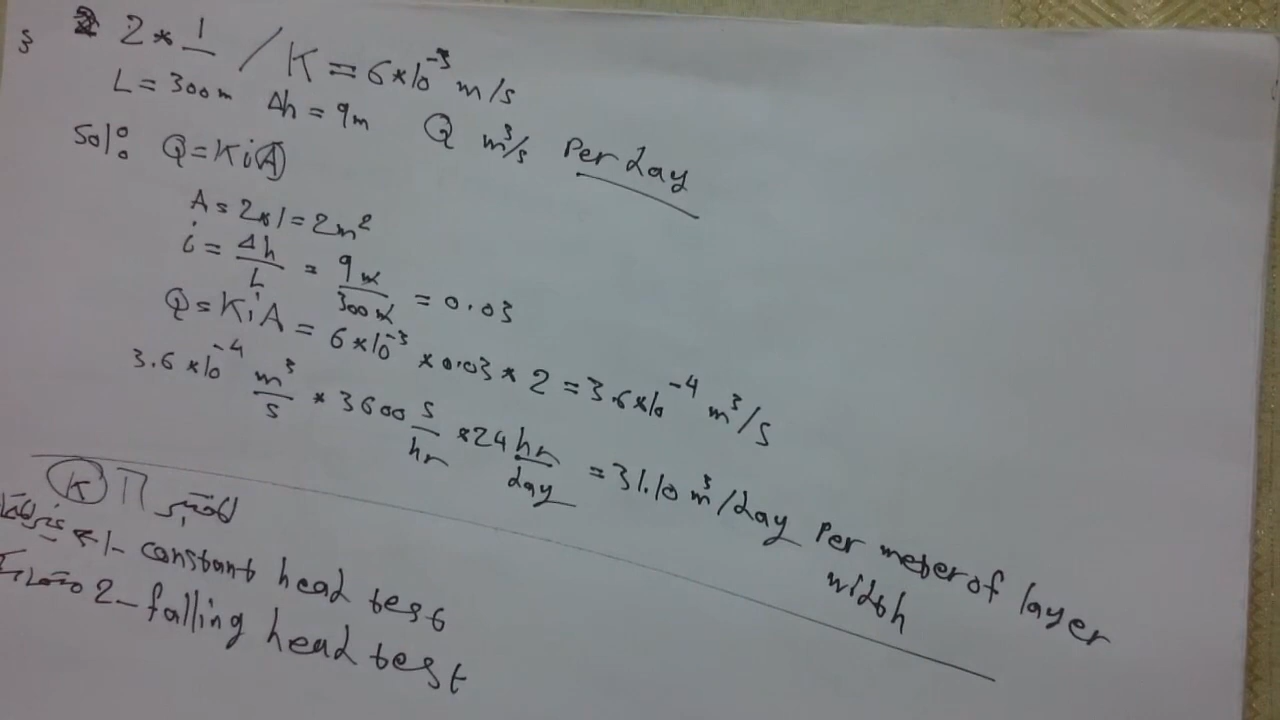 2 * 1 / K = 6*10^-3 m/s
L = 300m Δh = 9m Q m³/s Per day
Sol: Q = KiA
A = 2*1 = 2m²
i = Δh/L = 9m/300m = 0.03
Q = KiA = 6*10^-3 * 0.03 * 2 = 3.6*10^-4 m³/s
3.6*10^-4 m³/s * 3600 s/hr *24 hr/day = 31.10 m³/day Per meter of layer
width
K
1- constant head test
2- falling head test